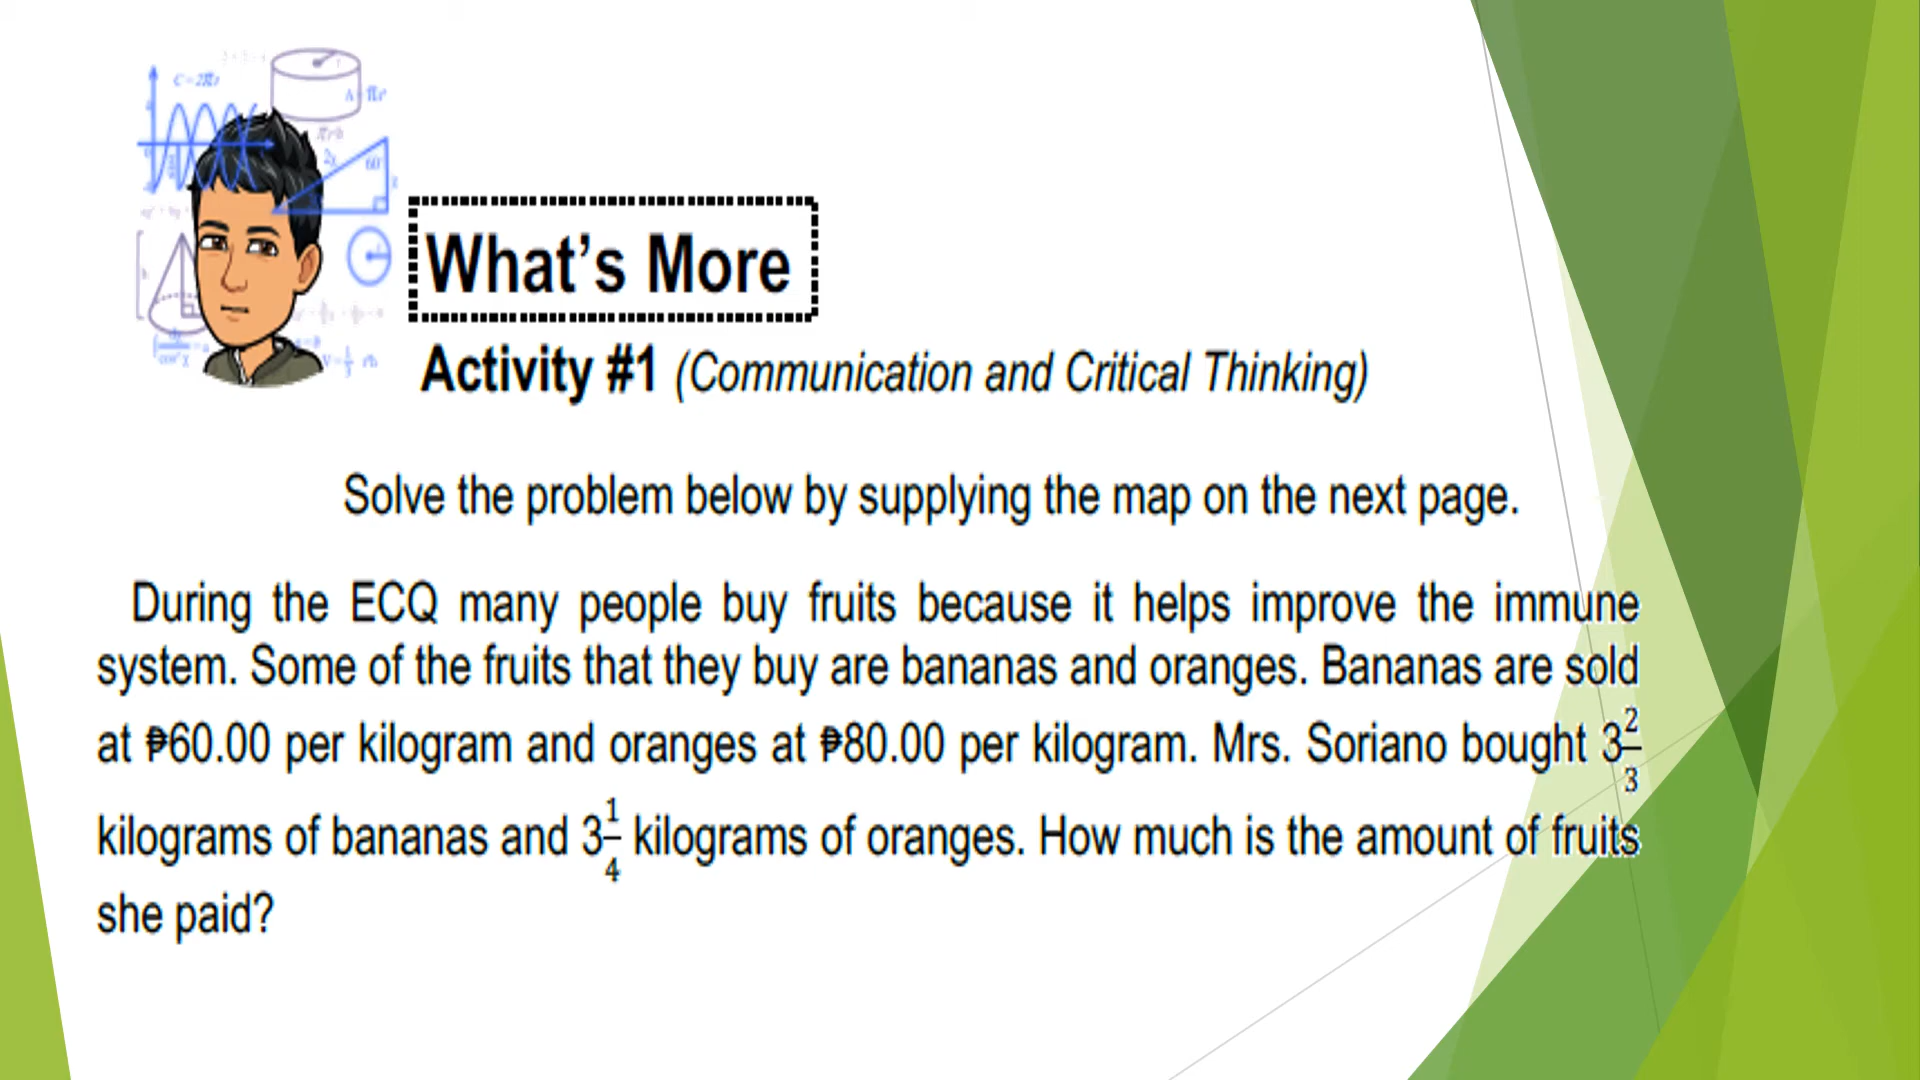 C=2πr
2x
60°
What's More
Activity #1 (Communication and Critical Thinking)
Solve the problem below by supplying the map on the next page.
During the ECQ many people buy fruits because it helps improve the immune
system. Some of the fruits that they buy are bananas and oranges. Bananas are sold
at ₱60.00 per kilogram and oranges at ₱80.00 per kilogram. Mrs. Soriano bought 3 2/3
kilograms of bananas and 3 1/4 kilograms of oranges. How much is the amount of fruits
she paid?